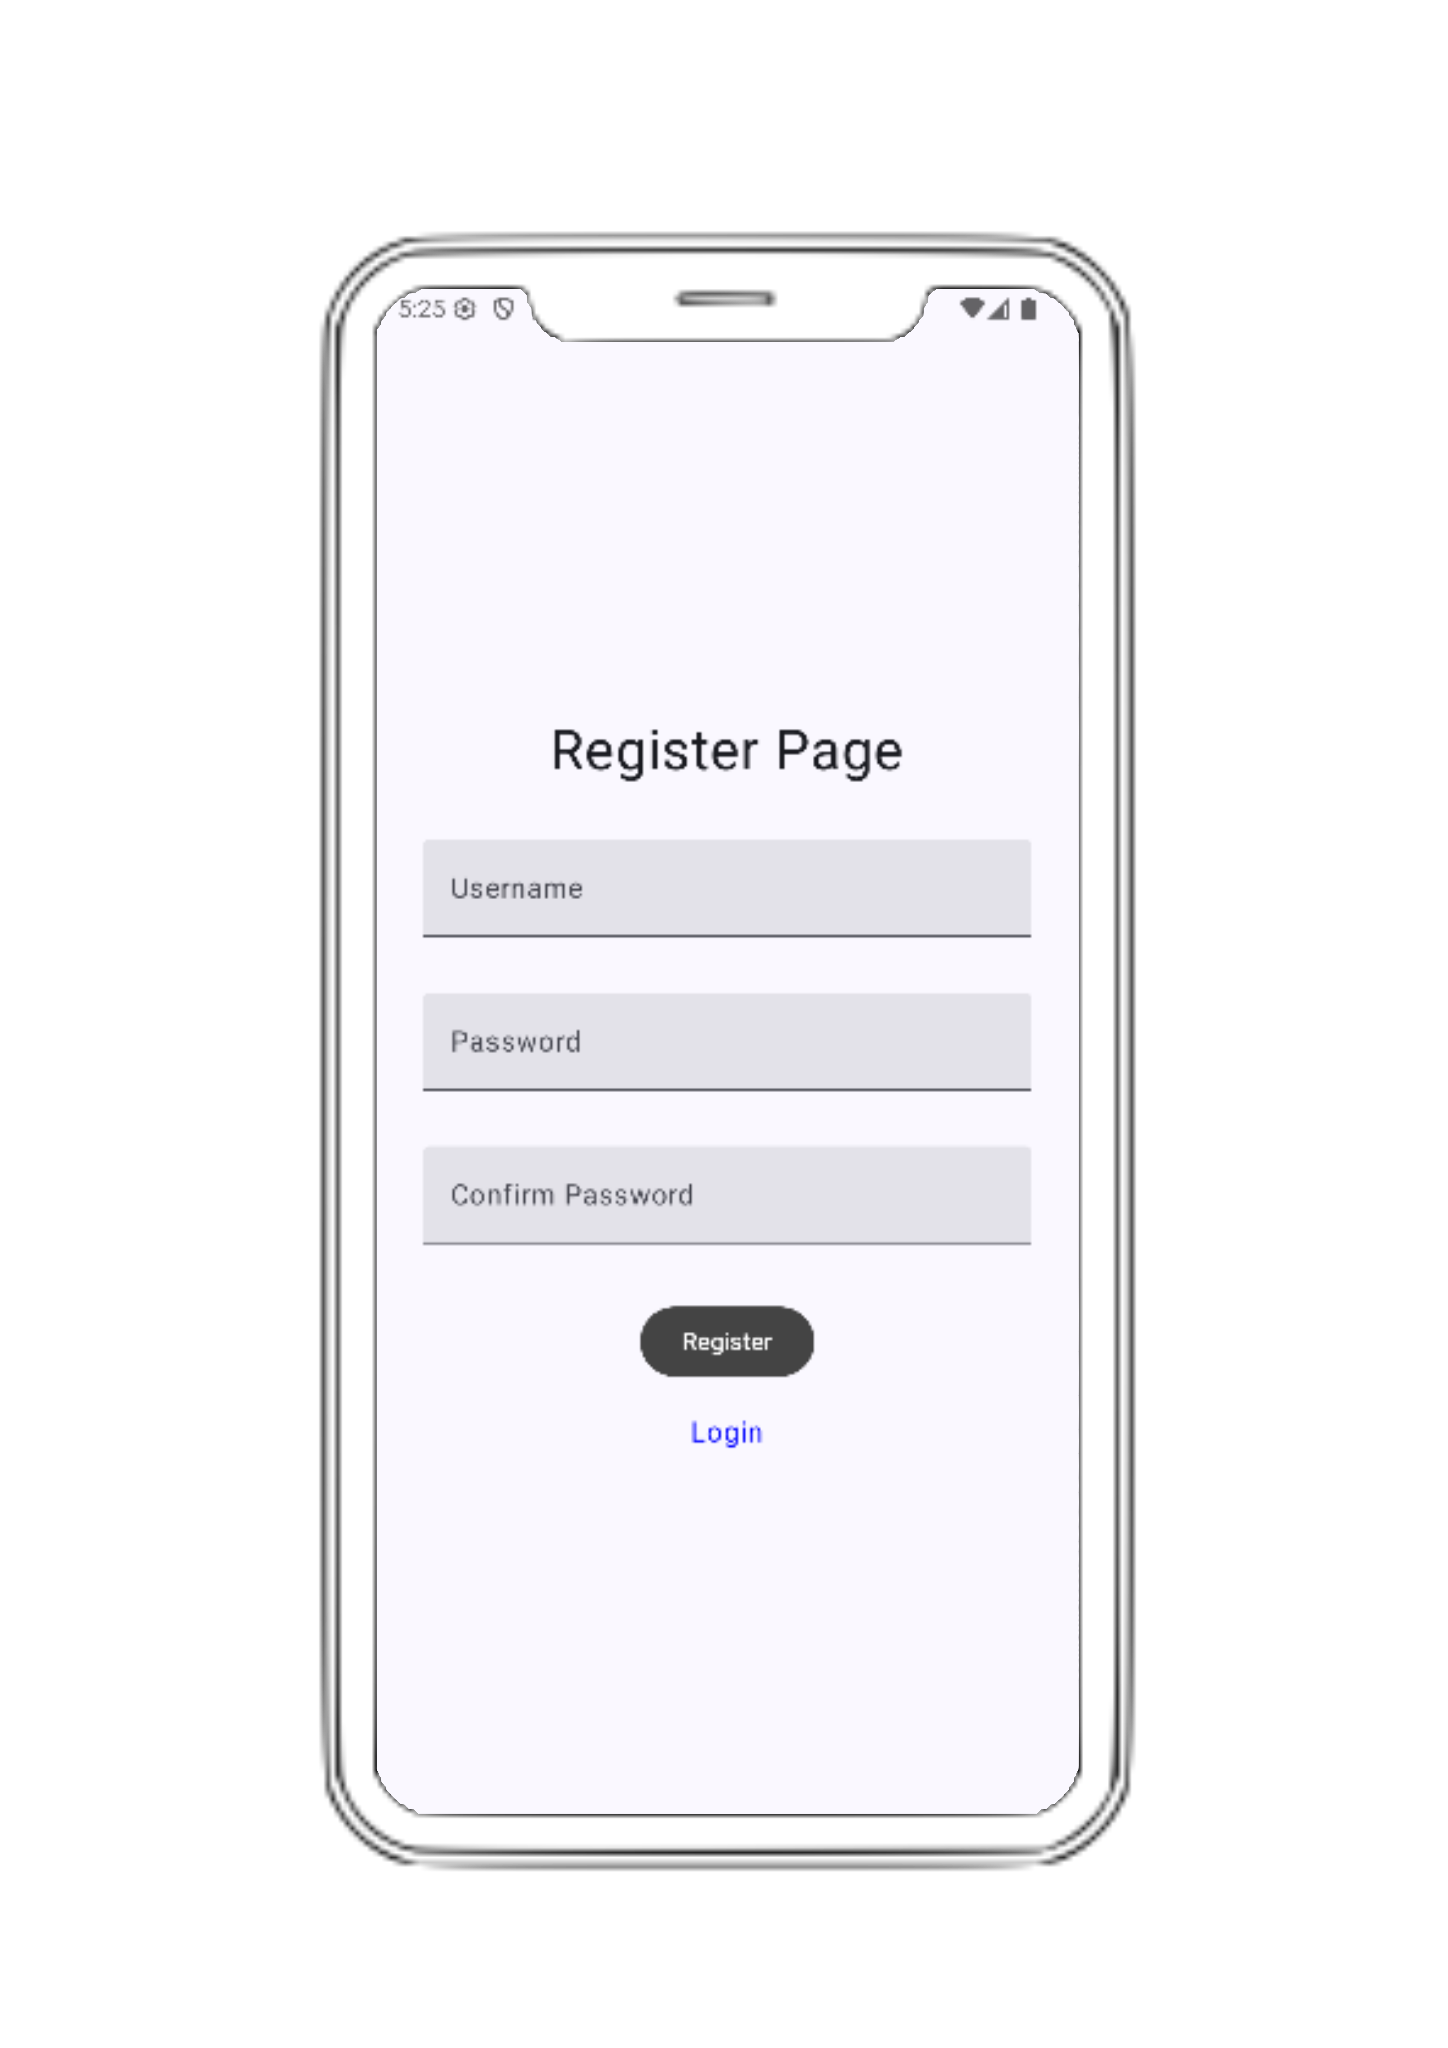 5:25
Register Page
Username
Password
Confirm Password
Register
Login